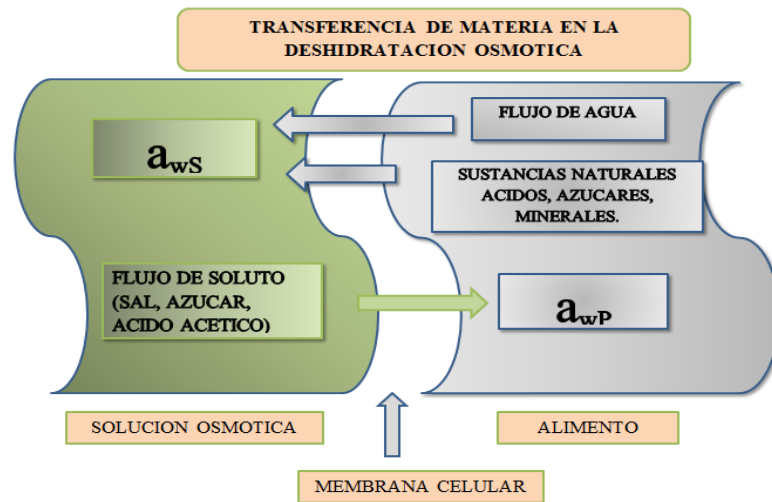 TRANSFERENCIA DE MATERIA EN LA
DESHIDRATACION OSMOTICA
awS
FLUJO DE AGUA
SUSTANCIAS NATURALES
ACIDOS, AZUCARES,
MINERALES.
FLUJO DE SOLUTO
(SAL, AZUCAR,
ACIDO ACETICO)
awP
SOLUCION OSMOTICA
ALIMENTO
MEMBRANA CELULAR